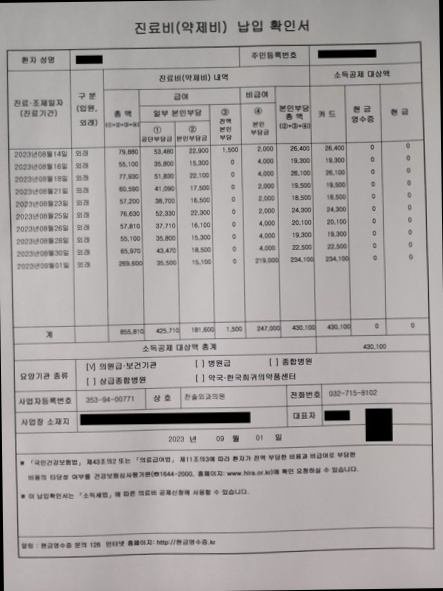 진료비(약제비) 납입 확인서
환자 성명 주민등록번호
진료·조제일자 (진료기간) 구 분 (입원, 외래) 진료비(약제비) 내역 소득공제 대상액
급여 비급여
총 액 (①+②+③+④) 일부 본인부담 ③ 전액 본인 부담 ④ 본인 부담금 본인부담 총액 (②+③+④) 카 드 현 금 영수증 현 금
① 공단부담금 ② 본인부담금
2023년08월14일 외래 79,880 53,480 22,900 1,500 2,000 26,400 26,400 0 0
2023년08월16일 외래 55,100 35,800 15,300 0 4,000 19,300 19,300 0 0
2023년08월18일 외래 77,930 51,830 22,100 0 4,000 26,100 26,100 0 0
2023년08월21일 외래 60,590 41,090 17,500 0 2,000 19,500 19,500 0 0
2023년08월23일 외래 57,200 38,700 16,500 0 2,000 18,500 18,500 0 0
2023년08월25일 외래 76,630 52,330 22,300 0 2,000 24,300 24,300 0 0
2023년08월26일 외래 57,810 37,710 16,100 0 4,000 20,100 20,100 0 0
2023년08월28일 외래 55,100 35,800 15,300 0 4,000 19,300 19,300 0 0
2023년08월30일 외래 65,970 43,470 18,500 0 4,000 22,500 22,500 0 0
2023년09월01일 외래 269,600 35,500 15,100 0 219,000 234,100 234,100 0 0
계 855,810 425,710 181,600 1,500 247,000 430,100 430,100 0 0
소득공제 대상액 총계 430,100
요양기관 종류 [V] 의원급·보건기관 [ ] 병원급 [ ] 종합병원
[ ] 상급종합병원 [ ] 약국·한국희귀의약품센터
사업자등록번호 353-94-00771 상 호 찬솔외과의원 전화번호 032-715-8102
사업장 소재지 대표자
2023 년 09 월 01 일
※ 「국민건강보험법」 제43조의2 또는 「의료급여법」 제11조의3에 따라 환자가 전액 부담한 비용과 비급여로 부담한
비용의 타당성 여부를 건강보험심사평가원(☎1644-2000, 홈페이지: www.hira.or.kr)에 확인 요청하실 수 있습니다.
※ 이 납입확인서는 「소득세법」에 따른 의료비 공제신청에 사용할 수 있습니다.
알림 : 현금영수증 문의 126 인터넷 홈페이지: http://현금영수증.kr